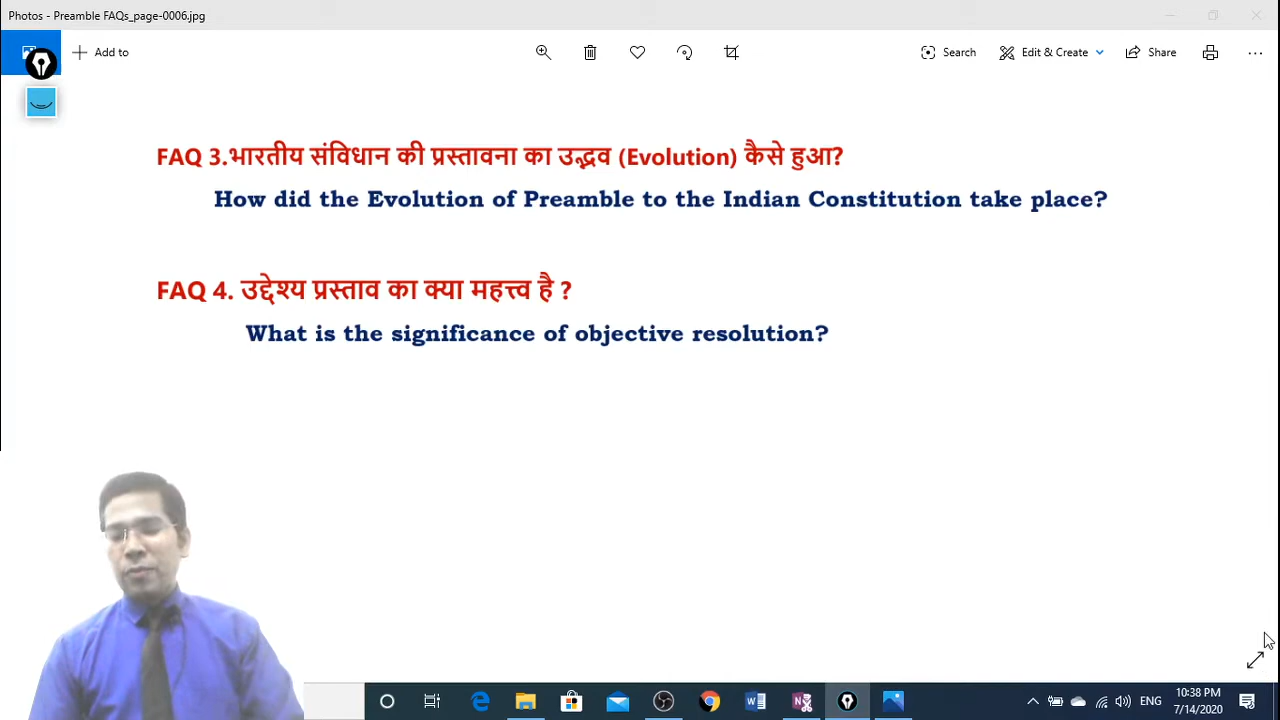 Photos - Preamble FAQs_page-0006.jpg
Add to
Search
Edit & Create
Share
FAQ 3.भारतीय संविधान की प्रस्तावना का उद्भव (Evolution) कैसे हुआ?
How did the Evolution of Preamble to the Indian Constitution take place?
FAQ 4. उद्देश्य प्रस्ताव का क्या महत्त्व है ?
What is the significance of objective resolution?
ENG
10:38 PM
7/14/2020